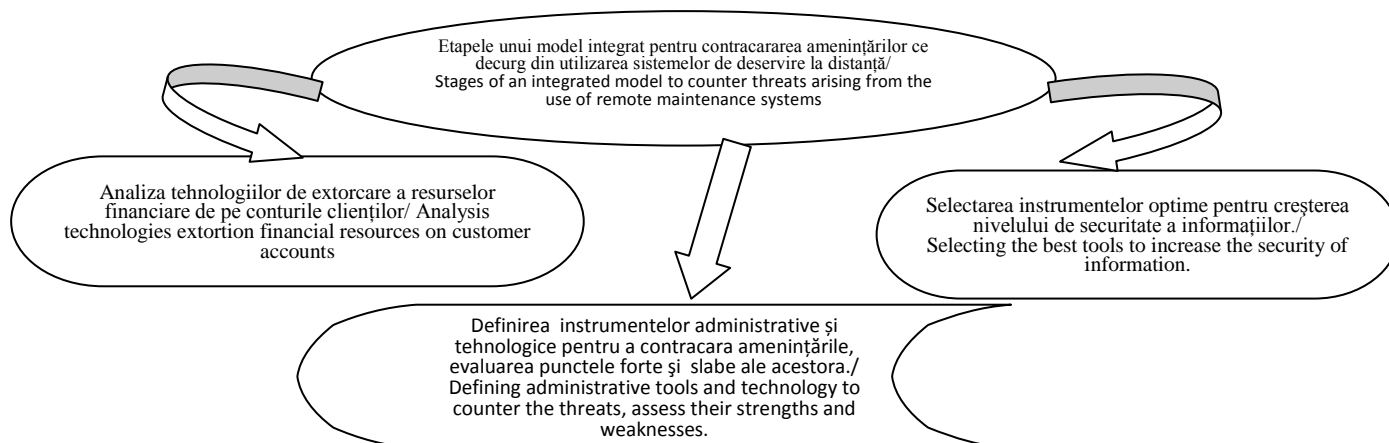 Etapele unui model integrat pentru contracararea amenințărilor ce
decurg din utilizarea sistemelor de deservire la distanță/
Stages of an integrated model to counter threats arising from the
use of remote maintenance systems
Analiza tehnologiilor de extorcare a resurselor
financiare de pe conturile clienților/ Analysis
technologies extortion financial resources on customer
accounts
Selectarea instrumentelor optime pentru creșterea
nivelului de securitate a informațiilor./
Selecting the best tools to increase the security of
information.
Definirea instrumentelor administrative și
tehnologice pentru a contracara amenințările,
evaluarea punctele forte şi slabe ale acestora./
Defining administrative tools and technology to
counter the threats, assess their strengths and
weaknesses.